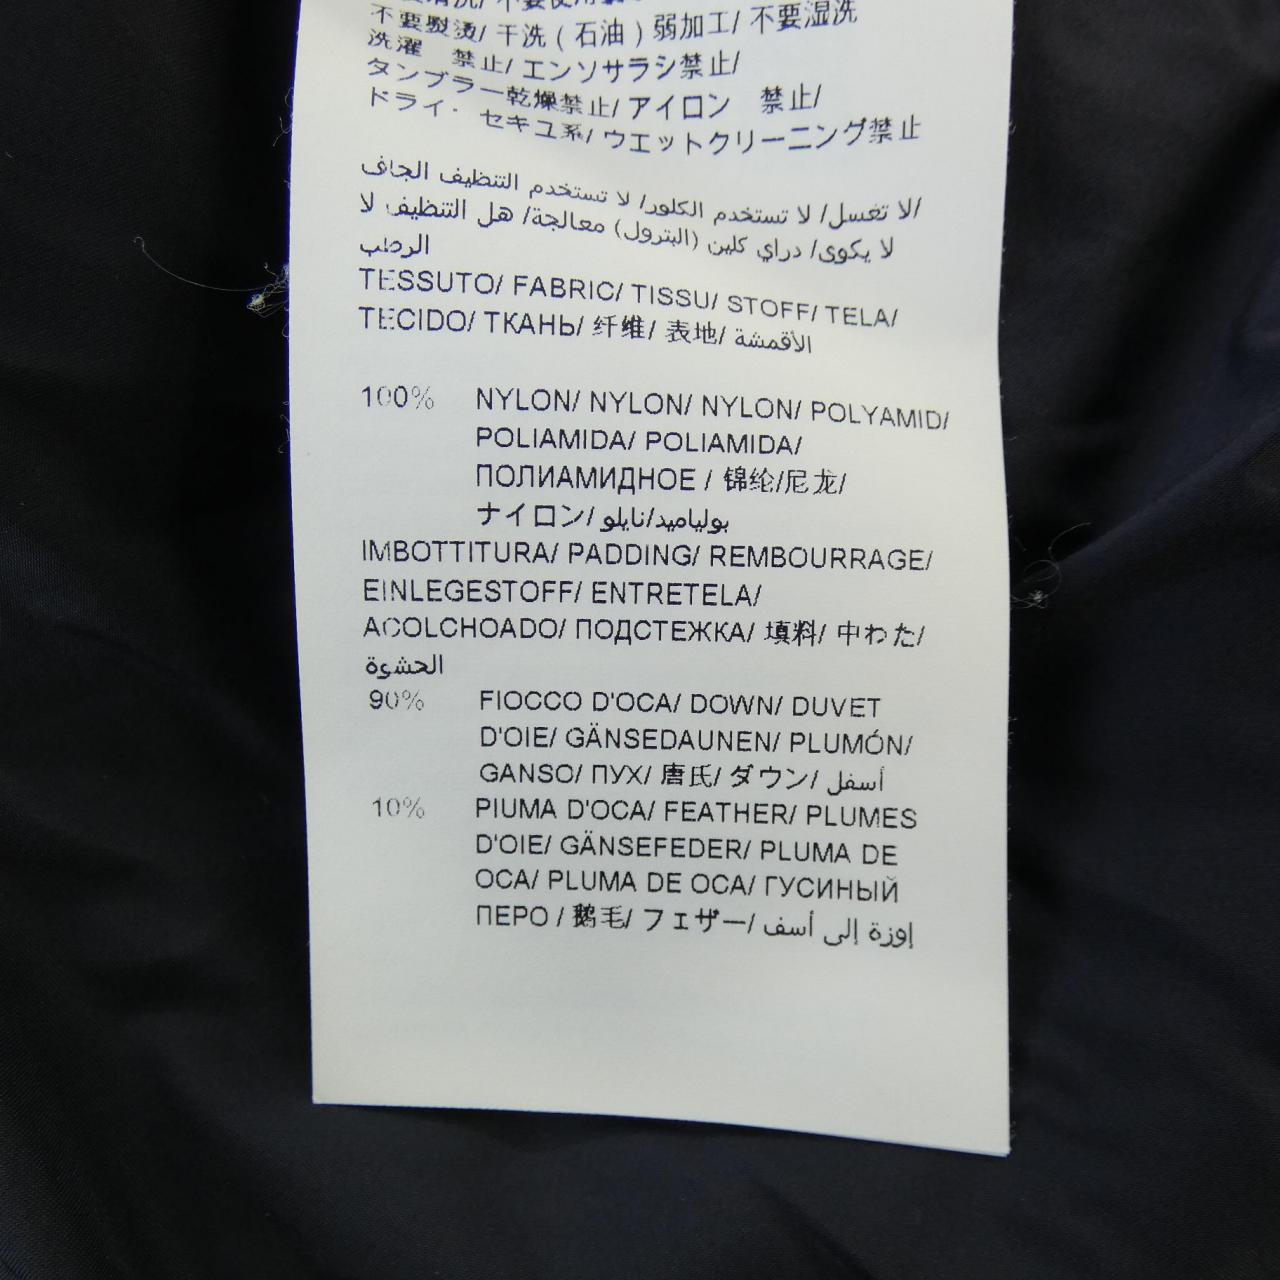 不要熨烫/ 干洗 ( 石油 ) 弱加工/ 不要湿洗
洗濯 禁止/ エンソサラシ禁止/
タンブラー乾燥禁止/ アイロン 禁止/
ドライ・ セキユ系/ ウエットクリーニング禁止
لا تغسل/ لا تستخدم الكلور/ لا تستخدم التنظيف الجاف/
لا يكوى/ دراي كلين (البترول) معالجة/ هل التنظيف لا
الرطب
TESSUTO/ FABRIC/ TISSU/ STOFF/ TELA/
TECIDO/ ТКАНЬ/ 纤维/ 表地/ الأقمشة
100% NYLON/ NYLON/ NYLON/ POLYAMID/
POLIAMIDA/ POLIAMIDA/
ПОЛИАМИДНОЕ / 锦纶/尼龙/
ナイロン/ بولياميد/نايلو
IMBOTTITURA/ PADDING/ REMBOURRAGE/
EINLEGESTOFF/ ENTRETELA/
ACOLCHOADO/ ПОДСТЕЖКА/ 填料/ 中わた/
الحشوة
90% FIOCCO D'OCA/ DOWN/ DUVET
D'OIE/ GÄNSEDAUNEN/ PLUMÓN/
GANSO/ ПУХ/ 唐氏/ ダウン/ أسفل
10% PIUMA D'OCA/ FEATHER/ PLUMES
D'OIE/ GÄNSEFEDER/ PLUMA DE
OCA/ PLUMA DE OCA/ ГУСИНЫЙ
ПЕРО / 鹅毛/ フェザー/ إوزة إلى أسف